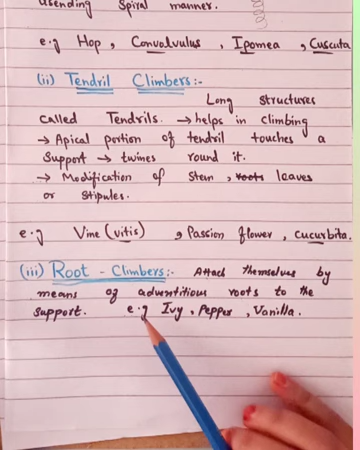 ascending Spiral manner.
e.g Hop, Convolvulus, Ipomea, Cuscuta
(ii) Tendril Climbers:-
Long structures
called Tendrils. → helps in climbing
→ Apical portion of tendril touches a
support → twines round it.
→ Modification of Stem, roots leaves
or Stipules.
e.g Vine (vitis), Passion flower, cucurbita.
(iii) Root - Climbers:- Attach themselves by
means of adventitious roots to the
support. e.g Ivy, Pepper, Vanilla.